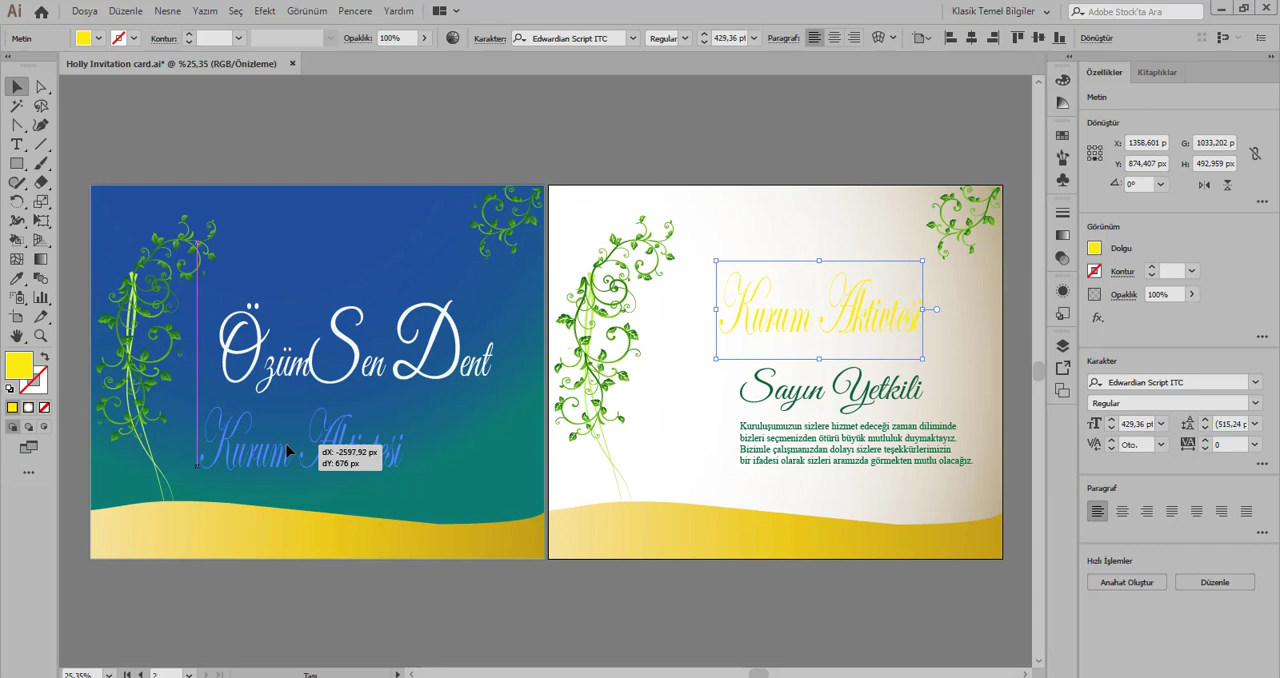 Ai
Dosya
Düzenle
Nesne
Yazım
Seç
Efekt
Görünüm
Pencere
Yardım
Klasik Temel Bilgiler
Adobe Stock'ta Ara
Metin
Kontur:
Opaklık:
100%
Karakter:
Edwardian Script ITC
Regular
429,36 pt
Paragraf:
Dönüştür
Holly Invitation card.ai* @ %25,35 (RGB/Önizleme)
ÖzümSen Dent
Kurum Aktivtesi
dX: -2597,92 px
dY: 676 px
Kurum Aktivtesi
Sayın Yetkili
Kuruluşumuzun sizlere hizmet edeceği zaman diliminde
bizleri seçmenizden ötürü büyük mutluluk duymaktayız.
Bizimle çalışmanızdan dolayı sizlere teşekkürlerimizin
bir ifadesi olarak sizleri aramızda görmekten mutlu olacağız.
25,35%
2
Taşı
Özellikler
Kitaplıklar
Metin
Dönüştür
X:
1358,601 p
G:
1033,202 p
Y:
874,407 px
H:
492,959 px
0°
Görünüm
Dolgu
Kontur
Opaklık
100%
fx.
Karakter
Edwardian Script ITC
Regular
429,36 pt
(515,24 p
Oto.
0
Paragraf
Hızlı İşlemler
Anahat Oluştur
Düzenle